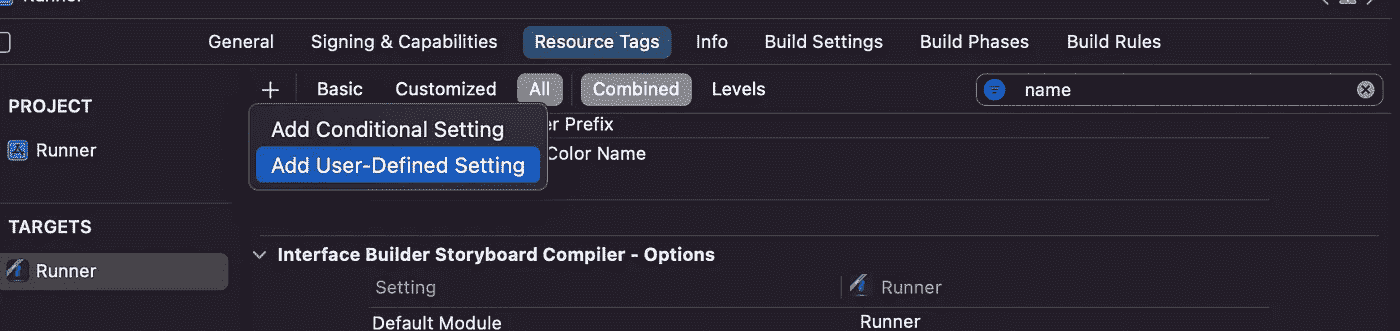 Runner
General Signing & Capabilities Resource Tags Info Build Settings Build Phases Build Rules
Basic Customized All Combined Levels name
PROJECT
Add Conditional Setting er Prefix
Runner
Add User-Defined Setting Color Name
TARGETS
Interface Builder Storyboard Compiler - Options
Runner
Setting Runner
Default Module Runner